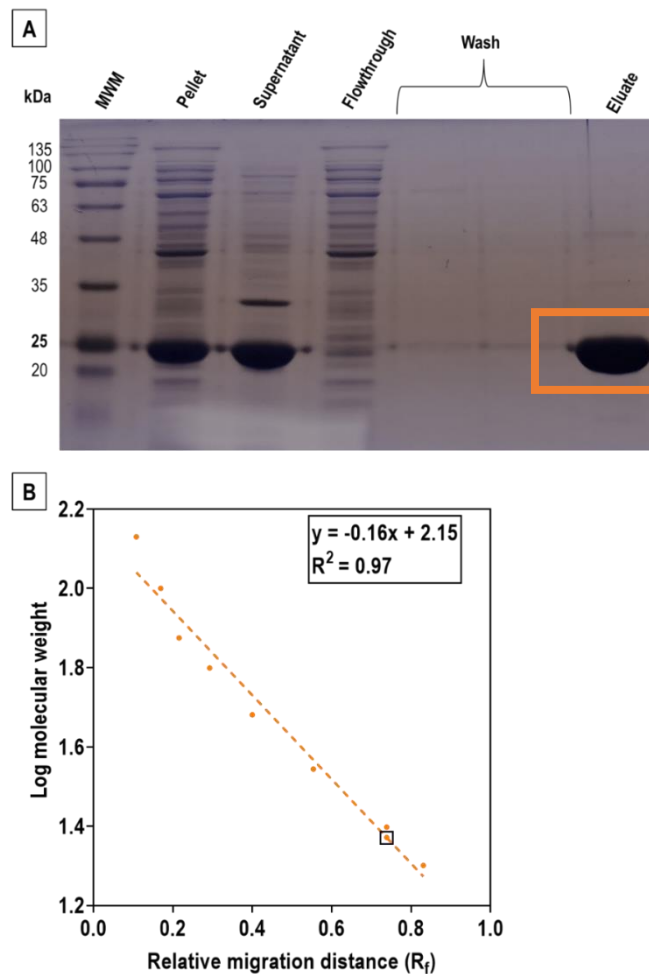 A
kDa
MWM
Pellet
Supernatant
Flowthrough
Wash
Eluate
135
100
75
63
48
35
25
20
B
y = -0.16x + 2.15
R² = 0.97
2.2
2.0
1.8
1.6
1.4
1.2
Log molecular weight
0.0 0.2 0.4 0.6 0.8 1.0
Relative migration distance (Rf)